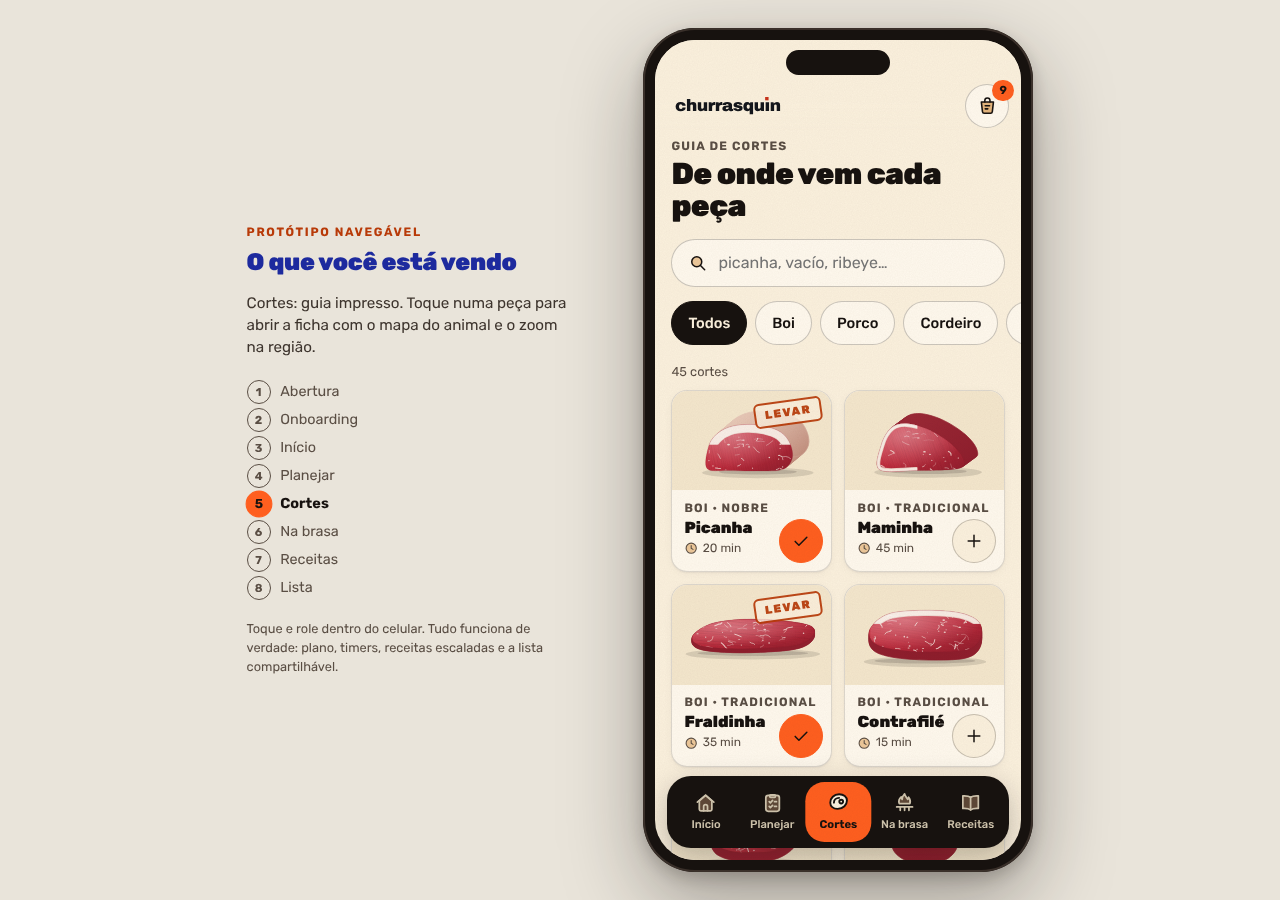 PROTÓTIPO NAVEGÁVEL
O que você está vendo
Cortes: guia impresso. Toque numa peça para
abrir a ficha com o mapa do animal e o zoom
na região.
1 Abertura
2 Onboarding
3 Início
4 Planejar
5 Cortes
6 Na brasa
7 Receitas
8 Lista
Toque e role dentro do celular. Tudo funciona de
verdade: plano, timers, receitas escaladas e a lista
compartilhável.
churrasquin
9
GUIA DE CORTES
De onde vem cada
peça
picanha, vacío, ribeye…
Todos Boi Porco Cordeiro
45 cortes
LEVAR
BOI • NOBRE
Picanha
20 min
BOI • TRADICIONAL
Maminha
45 min
LEVAR
BOI • TRADICIONAL
Fraldinha
35 min
BOI • TRADICIONAL
Contrafilé
15 min
Início Planejar Cortes Na brasa Receitas